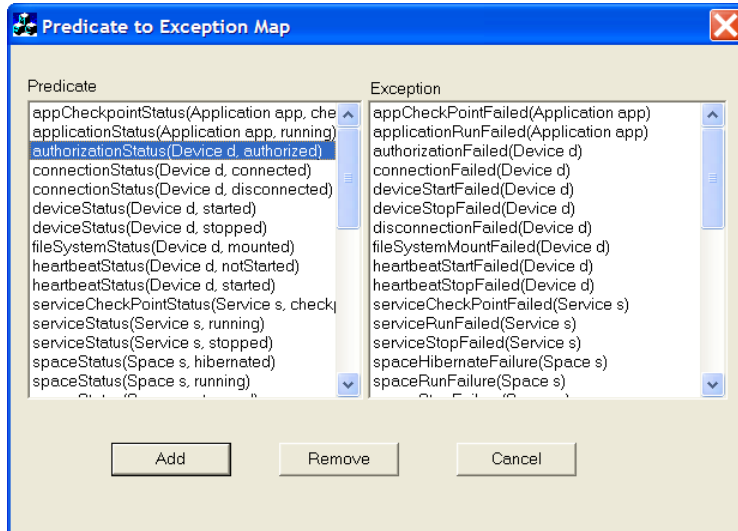 Predicate to Exception Map
Predicate
appCheckpointStatus(Application app, che
applicationStatus(Application app, running)
authorizationStatus(Device d, authorized)
connectionStatus(Device d, connected)
connectionStatus(Device d, disconnected)
deviceStatus(Device d, started)
deviceStatus(Device d, stopped)
fileSystemStatus(Device d, mounted)
heartbeatStatus(Device d, notStarted)
heartbeatStatus(Device d, started)
serviceCheckPointStatus(Service s, checkp
serviceStatus(Service s, running)
serviceStatus(Service s, stopped)
spaceStatus(Space s, hibernated)
spaceStatus(Space s, running)
Exception
appCheckPointFailed(Application app)
applicationRunFailed(Application app)
authorizationFailed(Device d)
connectionFailed(Device d)
deviceStartFailed(Device d)
deviceStopFailed(Device d)
disconnectionFailed(Device d)
fileSystemMountFailed(Device d)
heartbeatStartFailed(Device d)
heartbeatStopFailed(Device d)
serviceCheckPointFailed(Service s)
serviceRunFailed(Service s)
serviceStopFailed(Service s)
spaceHibernateFailure(Space s)
spaceRunFailure(Space s)
Add
Remove
Cancel